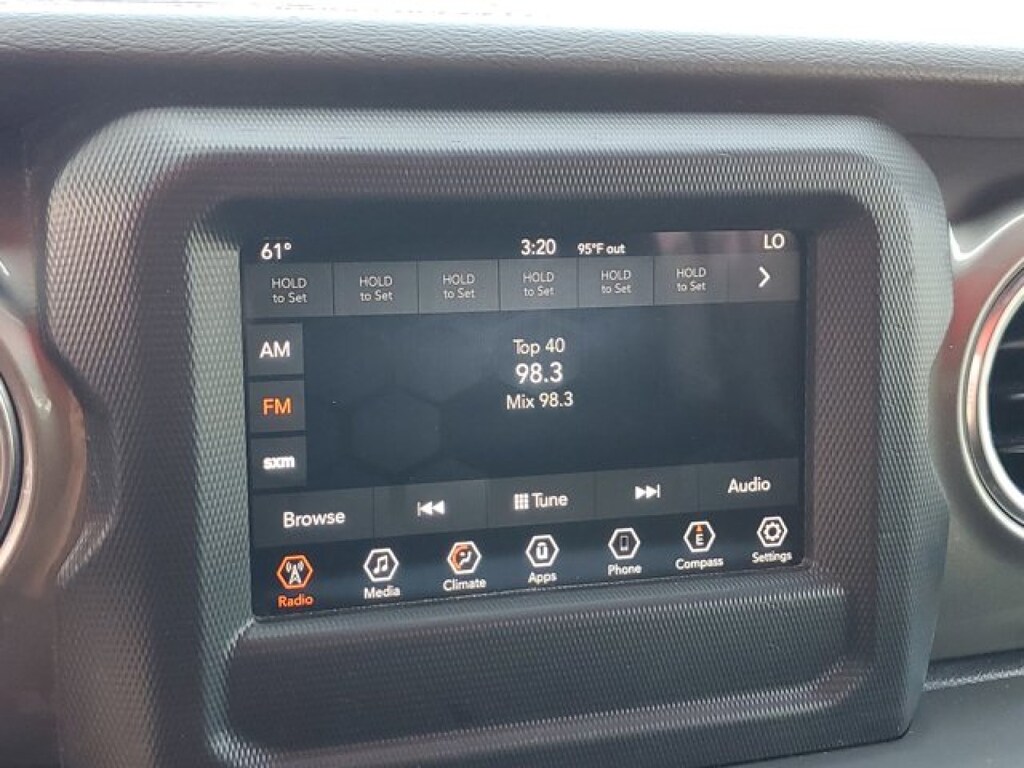 61° 3:20 95°F out LO
HOLD to Set HOLD to Set HOLD to Set HOLD to Set HOLD to Set HOLD to Set
AM
Top 40
98.3
FM
Mix 98.3
sxm
Browse Tune Audio
Radio Media Climate Apps Phone E Compass Settings